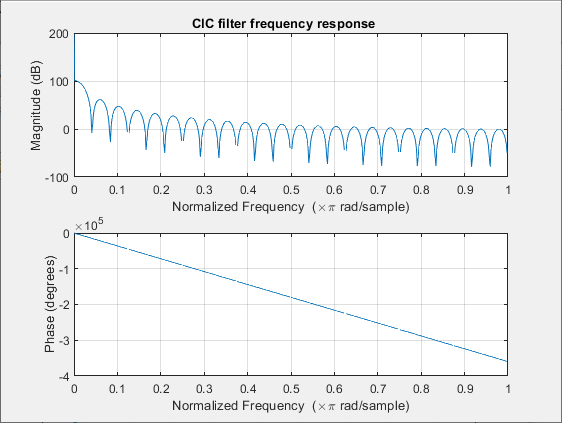 CIC filter frequency response
200
100
0
-100
Magnitude (dB)
0 0.1 0.2 0.3 0.4 0.5 0.6 0.7 0.8 0.9 1
Normalized Frequency (×π rad/sample)
×10⁵
0
-1
-2
-3
-4
Phase (degrees)
0 0.1 0.2 0.3 0.4 0.5 0.6 0.7 0.8 0.9 1
Normalized Frequency (×π rad/sample)